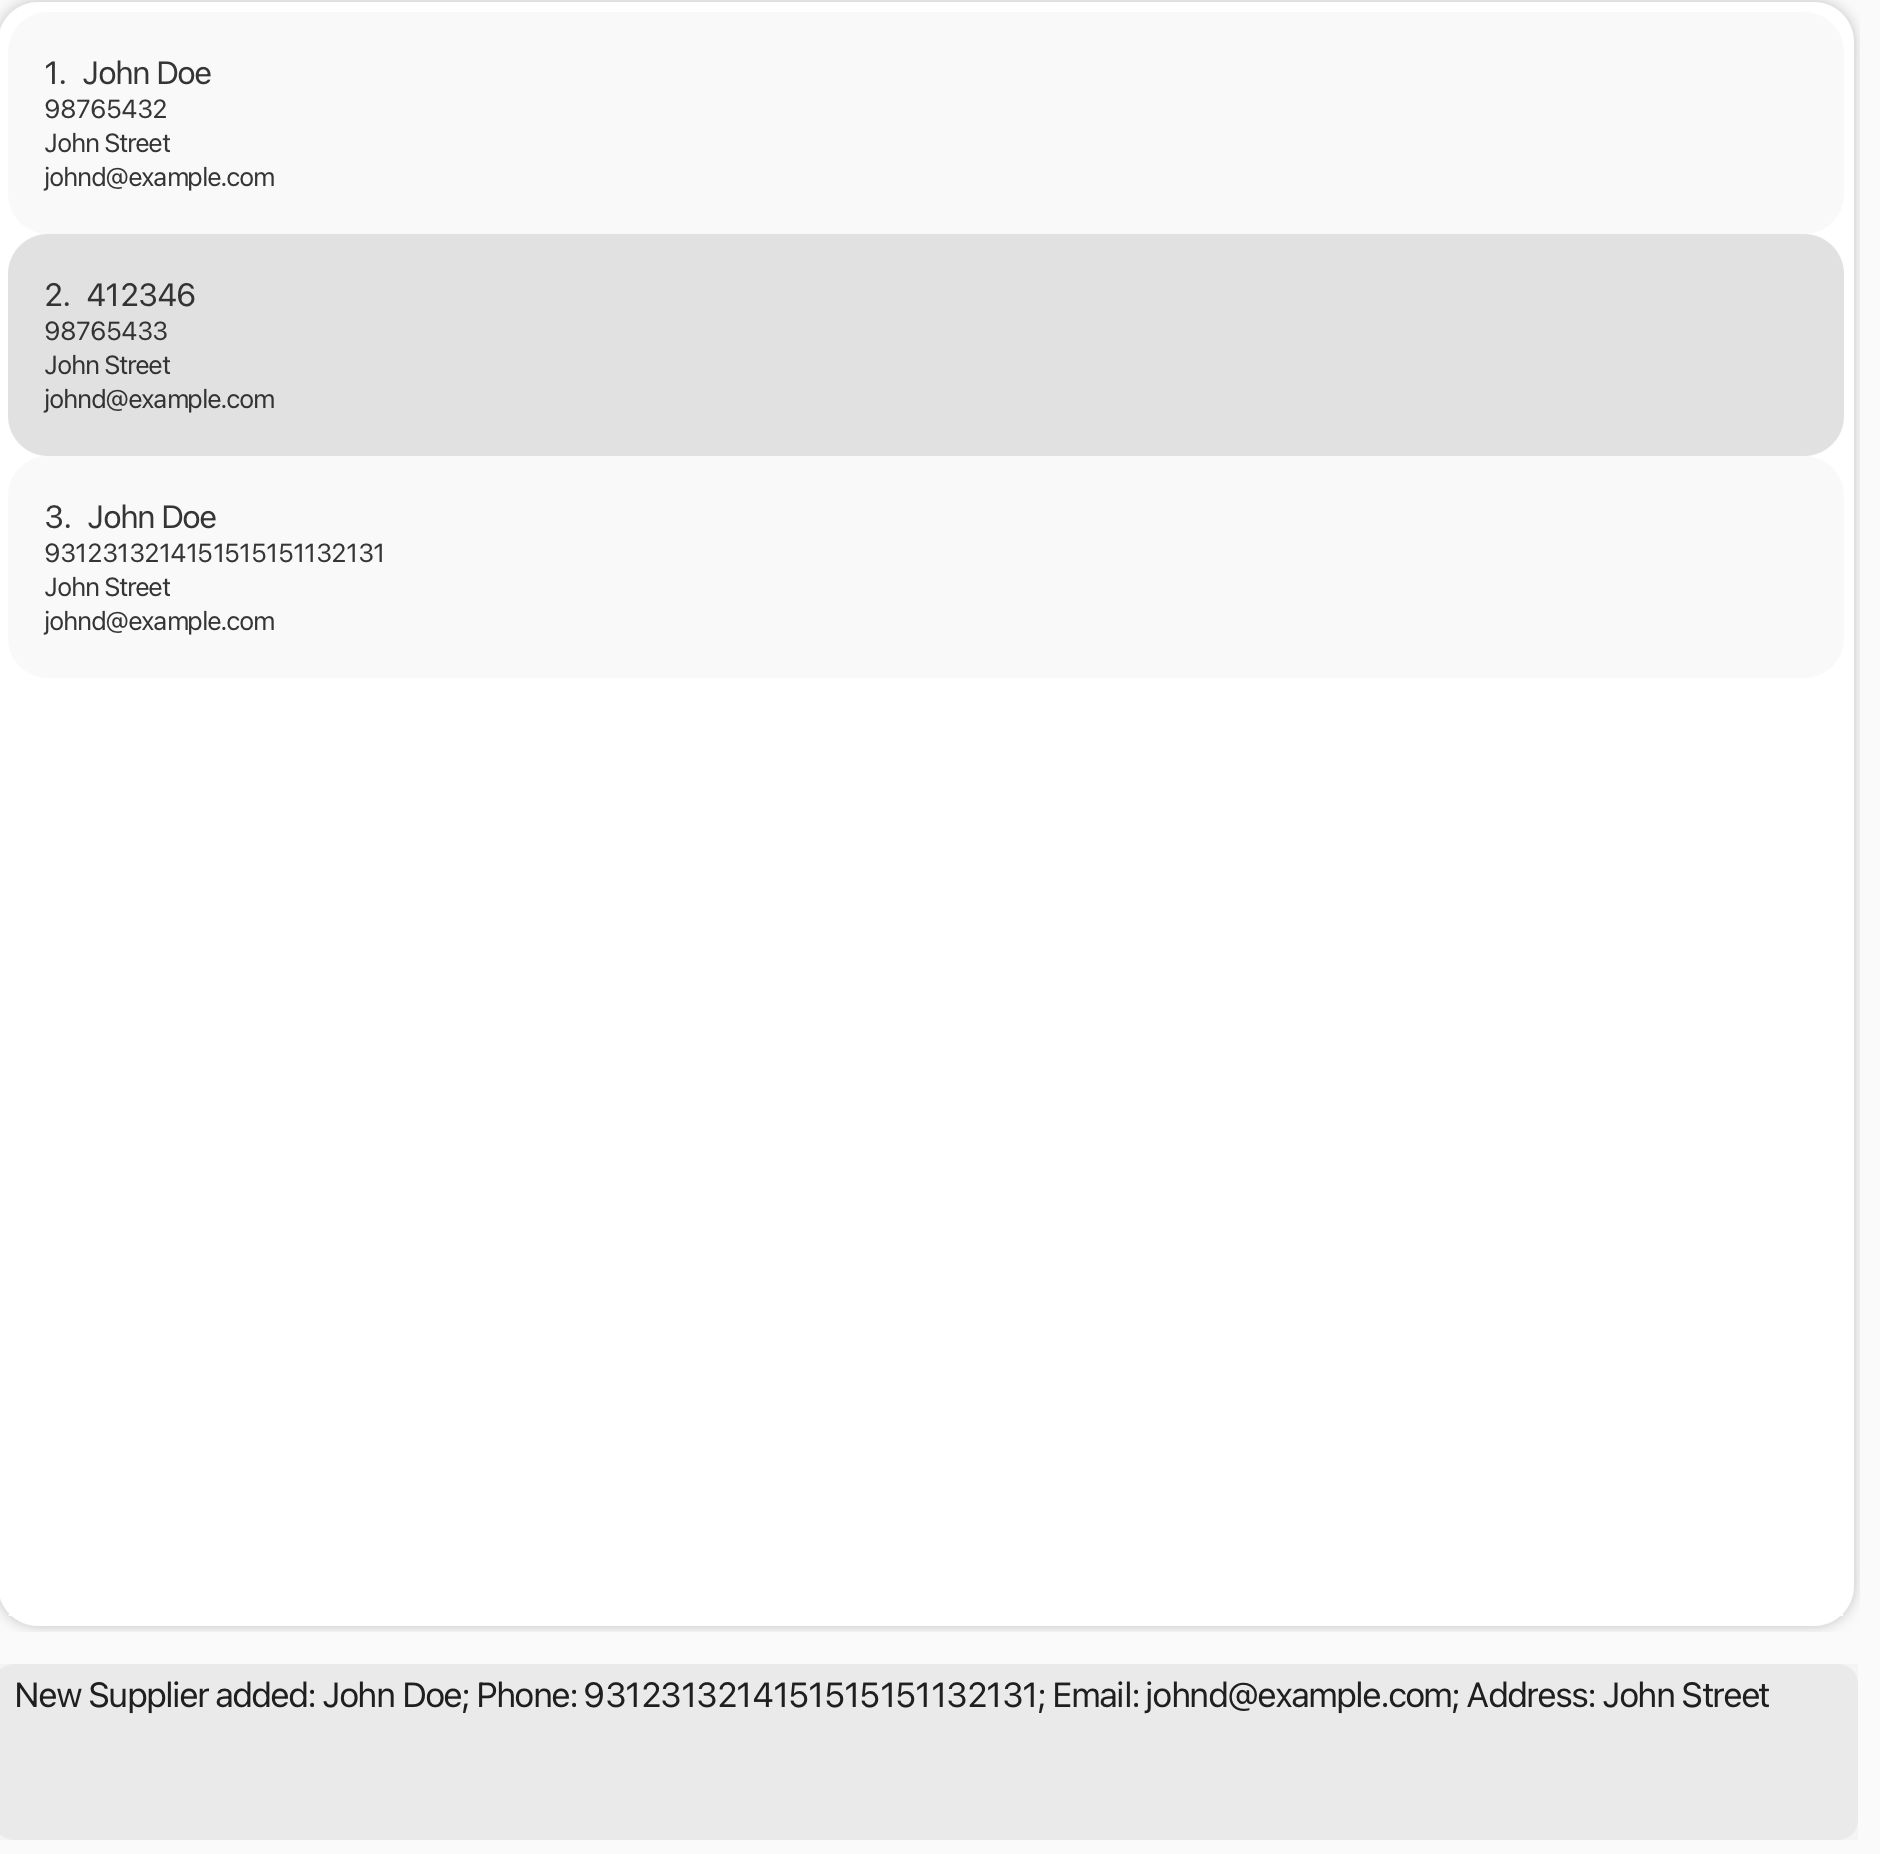 1. John Doe
98765432
John Street
johnd@example.com
2. 412346
98765433
John Street
johnd@example.com
3. John Doe
9312313214151515151132131
John Street
johnd@example.com
New Supplier added: John Doe; Phone: 9312313214151515151132131; Email: johnd@example.com; Address: John Street